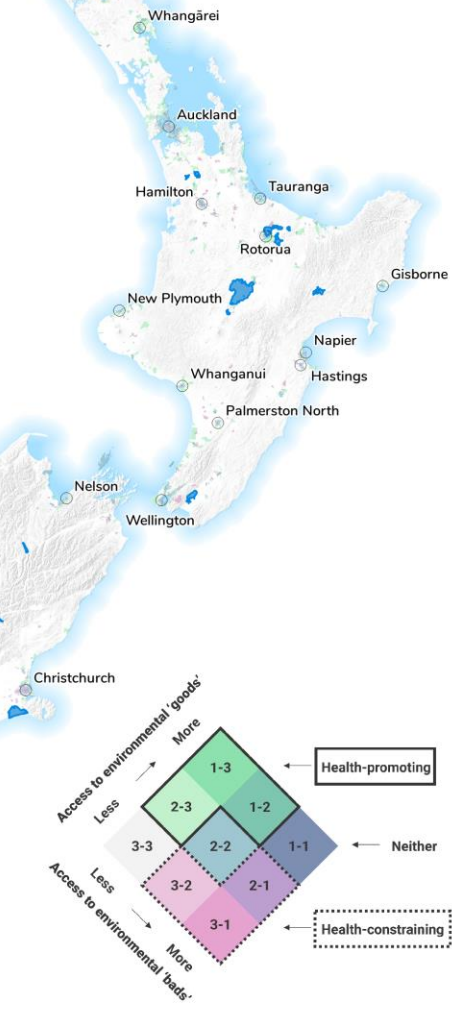 Whangārei
Auckland
Hamilton
Tauranga
Rotorua
Gisborne
New Plymouth
Napier
Whanganui
Hastings
Palmerston North
Nelson
Wellington
Christchurch
Access to environmental 'goods'
More
Less
1-3
Health-promoting
2-3
1-2
3-3
2-2
1-1
Neither
Less
3-2
2-1
Access to environmental 'bads'
3-1
Health-constraining
More